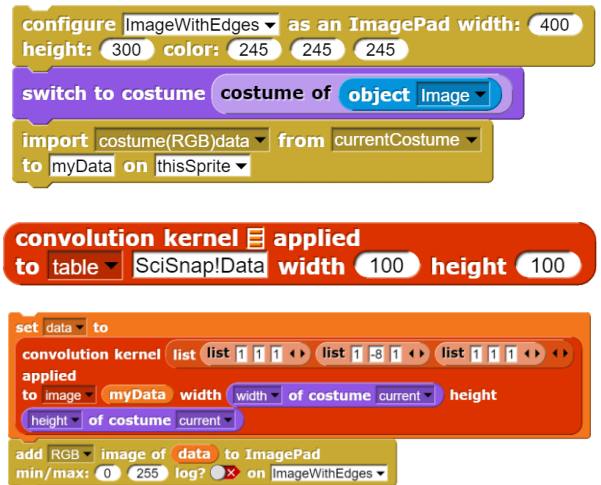 configure ImageWithEdges as an ImagePad width: 400
height: 300 color: 245 245 245
switch to costume costume of object Image
import costume(RGB)data from currentCostume
to myData on thisSprite
convolution kernel applied
to table SciSnap!Data width 100 height 100
set data to
convolution kernel list list 1 1 1 list 1 -8 1 list 1 1 1
applied
to image myData width width of costume current height
height of costume current
add RGB image of data to ImagePad
min/max: 0 255 log? on ImageWithEdges